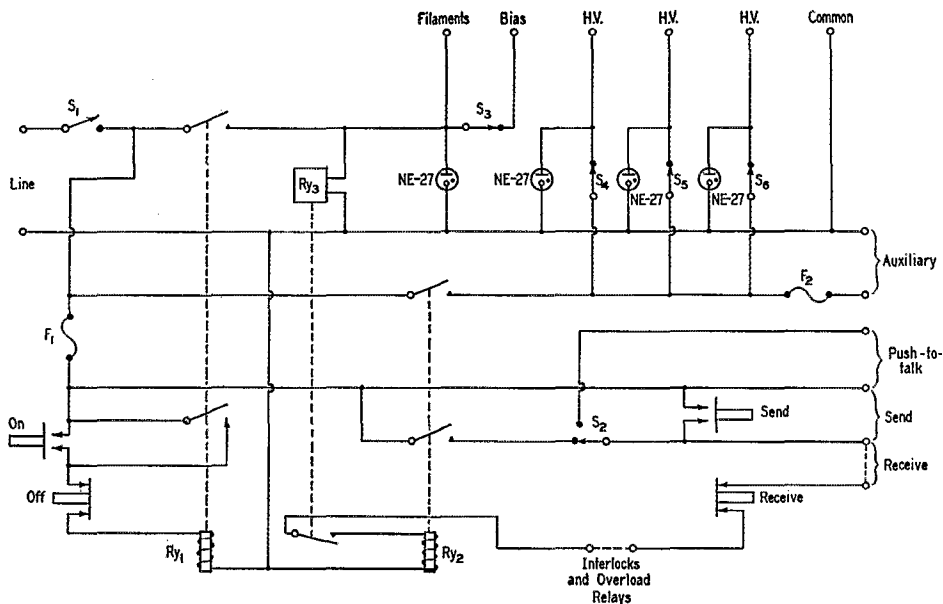 Filaments Bias H.V. H.V. H.V. Common
S1
S3
Line
Ry3
NE-27
NE-27
S4
S5
NE-27
S6
NE-27
Auxiliary
F2
F1
Push-to-
talk
On
S2
Send
Send
Receive
Off
Receive
Ry1
Ry2
Interlocks
and Overload
Relays